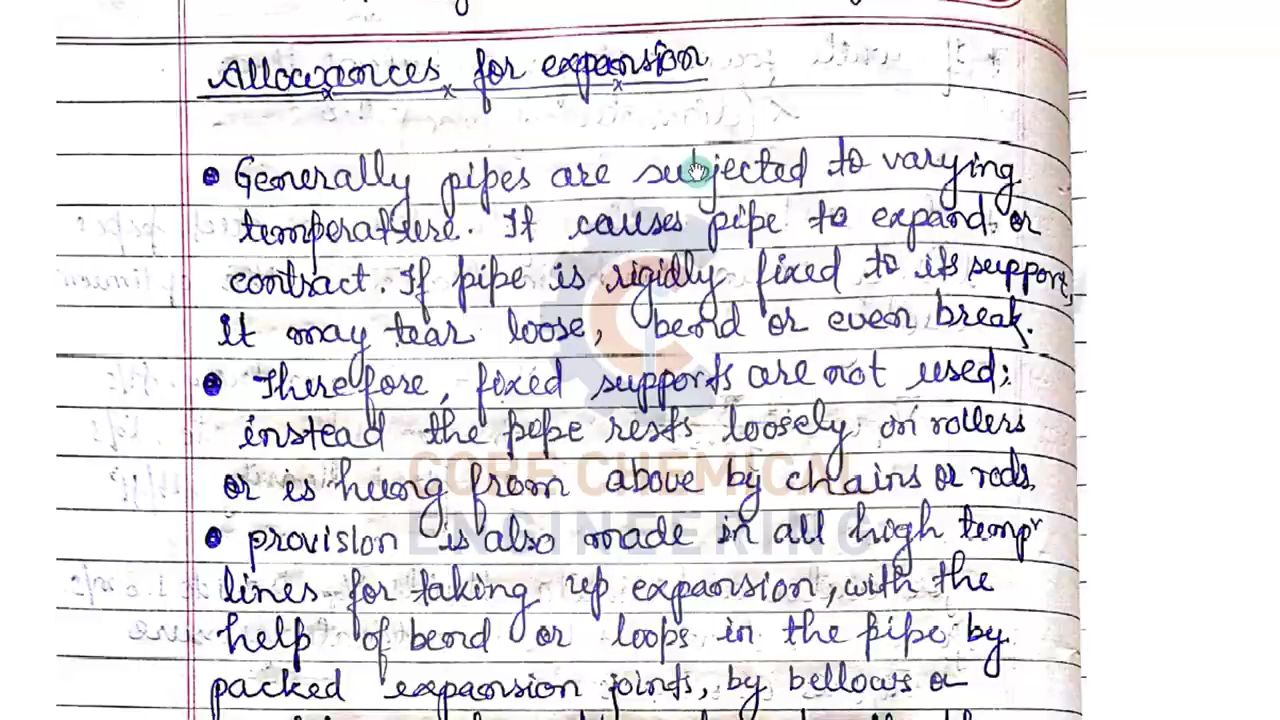 Allowances for expansion
• Generally pipes are subjected to varying
temperature. It causes pipe to expand or
contract. If pipe is rigidly fixed to its support,
it may tear loose, bend or even break.
• Therefore, fixed supports are not used;
instead the pipe rests loosely on rollers
or is hung from above by chains or rods.
• provision is also made in all high tempr
lines for taking up expansion, with the
help of bend or loops in the pipe by
packed expansion joints, by bellows or
CORE CHEMICAL
ENGINEERING